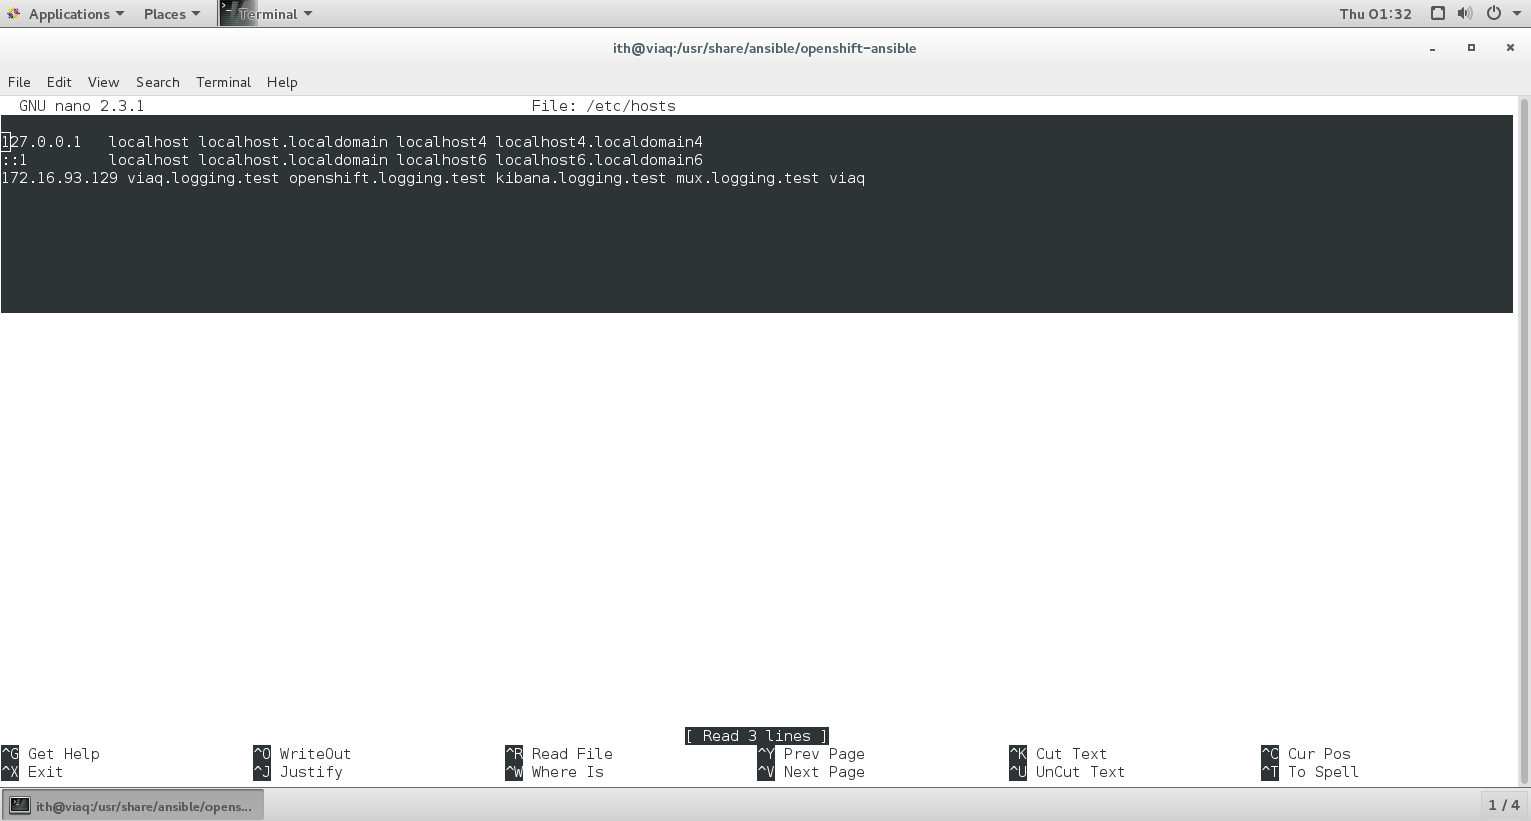 Applications Places Terminal Thu 01:32
ith@viaq:/usr/share/ansible/openshift-ansible
File Edit View Search Terminal Help
GNU nano 2.3.1 File: /etc/hosts
127.0.0.1 localhost localhost.localdomain localhost4 localhost4.localdomain4
::1 localhost localhost.localdomain localhost6 localhost6.localdomain6
172.16.93.129 viaq.logging.test openshift.logging.test kibana.logging.test mux.logging.test viaq
[ Read 3 lines ]
^G Get Help ^O WriteOut ^R Read File ^Y Prev Page ^K Cut Text ^C Cur Pos
^X Exit ^J Justify ^W Where Is ^V Next Page ^U UnCut Text ^T To Spell
ith@viaq:/usr/share/ansible/opens... 1 / 4